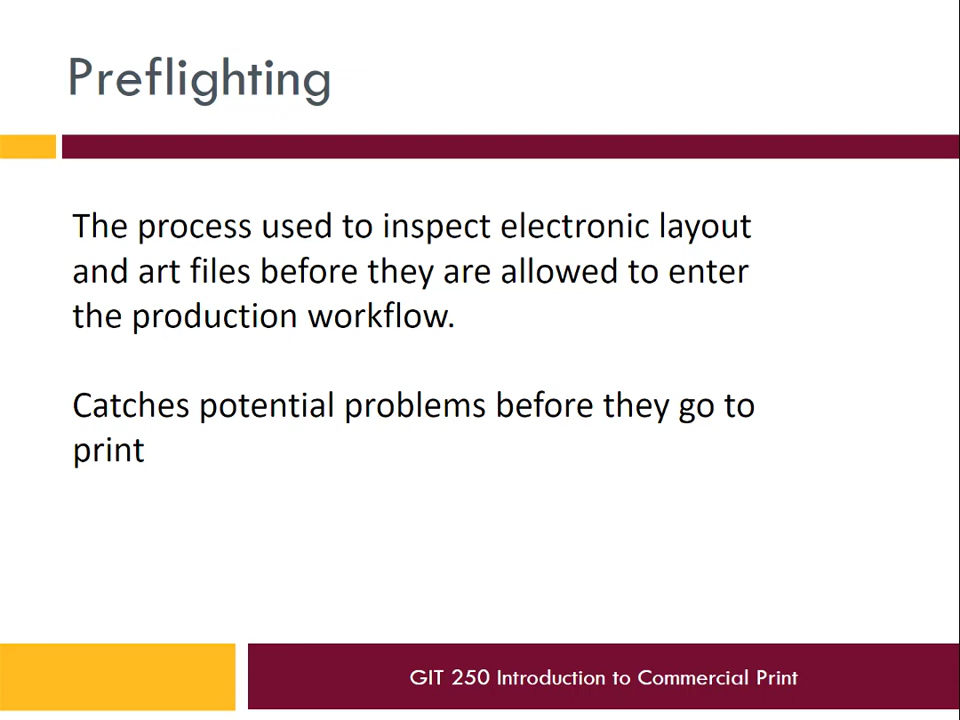 Preflighting
The process used to inspect electronic layout
and art files before they are allowed to enter
the production workflow.
Catches potential problems before they go to
print
GIT 250 Introduction to Commercial Print